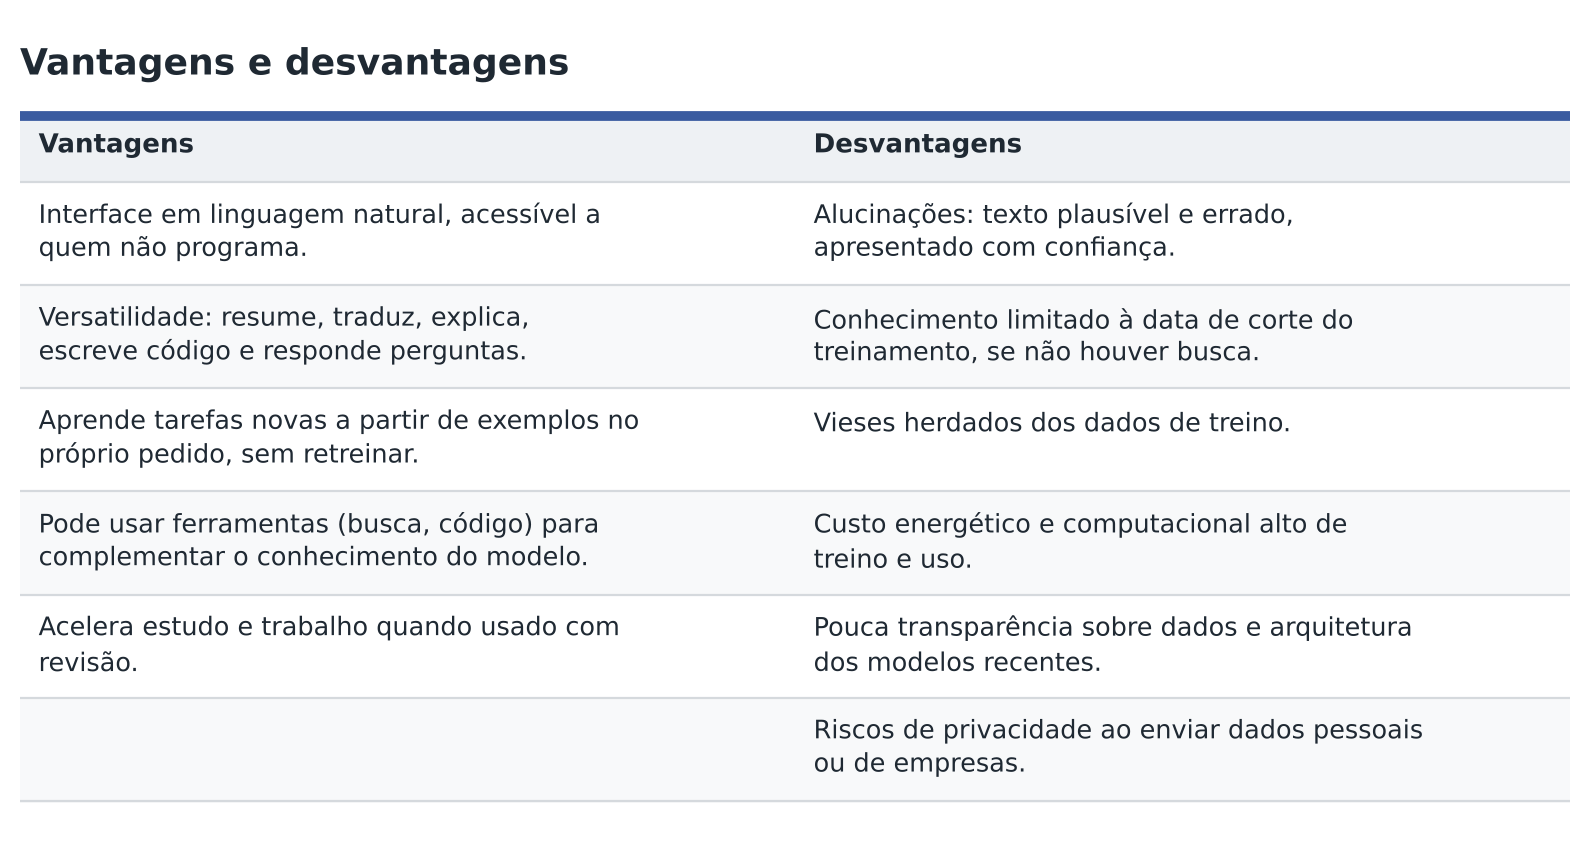 Vantagens e desvantagens
Vantagens
Desvantagens
Interface em linguagem natural, acessível a
quem não programa.
Alucinações: texto plausível e errado,
apresentado com confiança.
Versatilidade: resume, traduz, explica,
escreve código e responde perguntas.
Conhecimento limitado à data de corte do
treinamento, se não houver busca.
Aprende tarefas novas a partir de exemplos no
próprio pedido, sem retreinar.
Vieses herdados dos dados de treino.
Pode usar ferramentas (busca, código) para
complementar o conhecimento do modelo.
Custo energético e computacional alto de
treino e uso.
Acelera estudo e trabalho quando usado com
revisão.
Pouca transparência sobre dados e arquitetura
dos modelos recentes.
Riscos de privacidade ao enviar dados pessoais
ou de empresas.